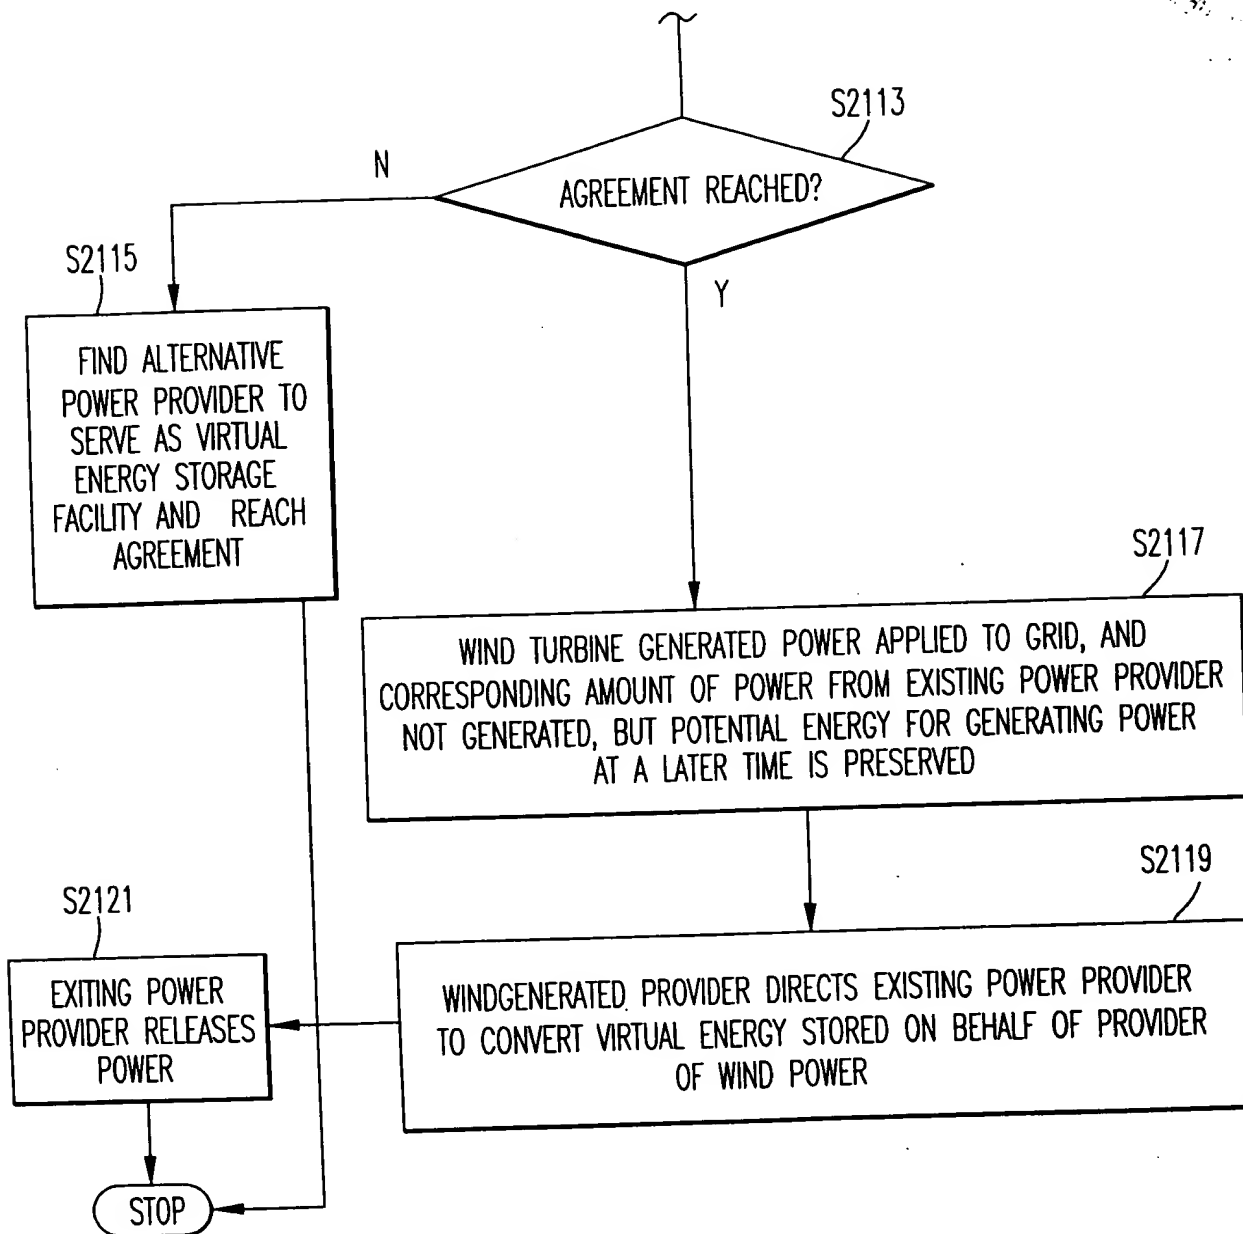 S2113
AGREEMENT REACHED?
N
Y
S2115
FIND ALTERNATIVE
POWER PROVIDER TO
SERVE AS VIRTUAL
ENERGY STORAGE
FACILITY AND REACH
AGREEMENT
S2117
WIND TURBINE GENERATED POWER APPLIED TO GRID, AND
CORRESPONDING AMOUNT OF POWER FROM EXISTING POWER PROVIDER
NOT GENERATED, BUT POTENTIAL ENERGY FOR GENERATING POWER
AT A LATER TIME IS PRESERVED
S2119
WINDGENERATED PROVIDER DIRECTS EXISTING POWER PROVIDER
TO CONVERT VIRTUAL ENERGY STORED ON BEHALF OF PROVIDER
OF WIND POWER
S2121
EXITING POWER
PROVIDER RELEASES
POWER
STOP